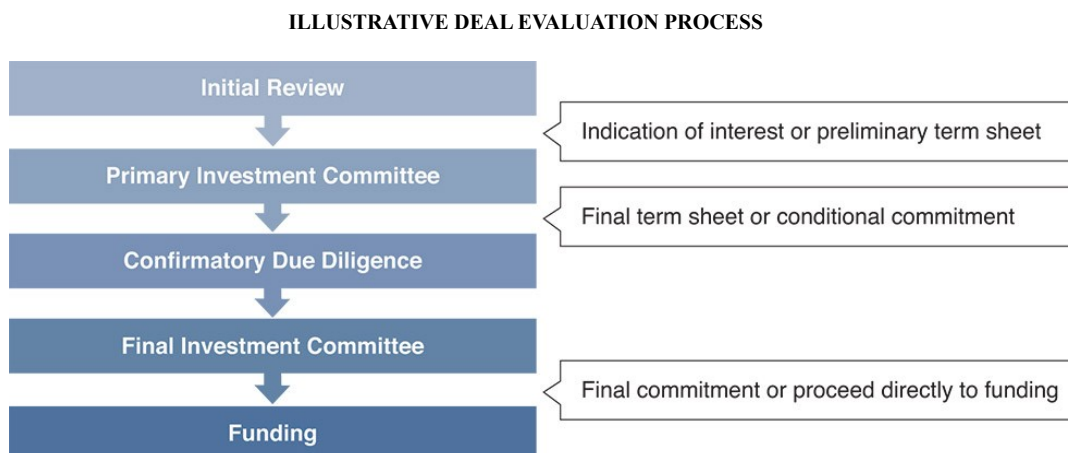 ILLUSTRATIVE DEAL EVALUATION PROCESS
Initial Review
Indication of interest or preliminary term sheet
Primary Investment Committee
Final term sheet or conditional commitment
Confirmatory Due Diligence
Final Investment Committee
Final commitment or proceed directly to funding
Funding